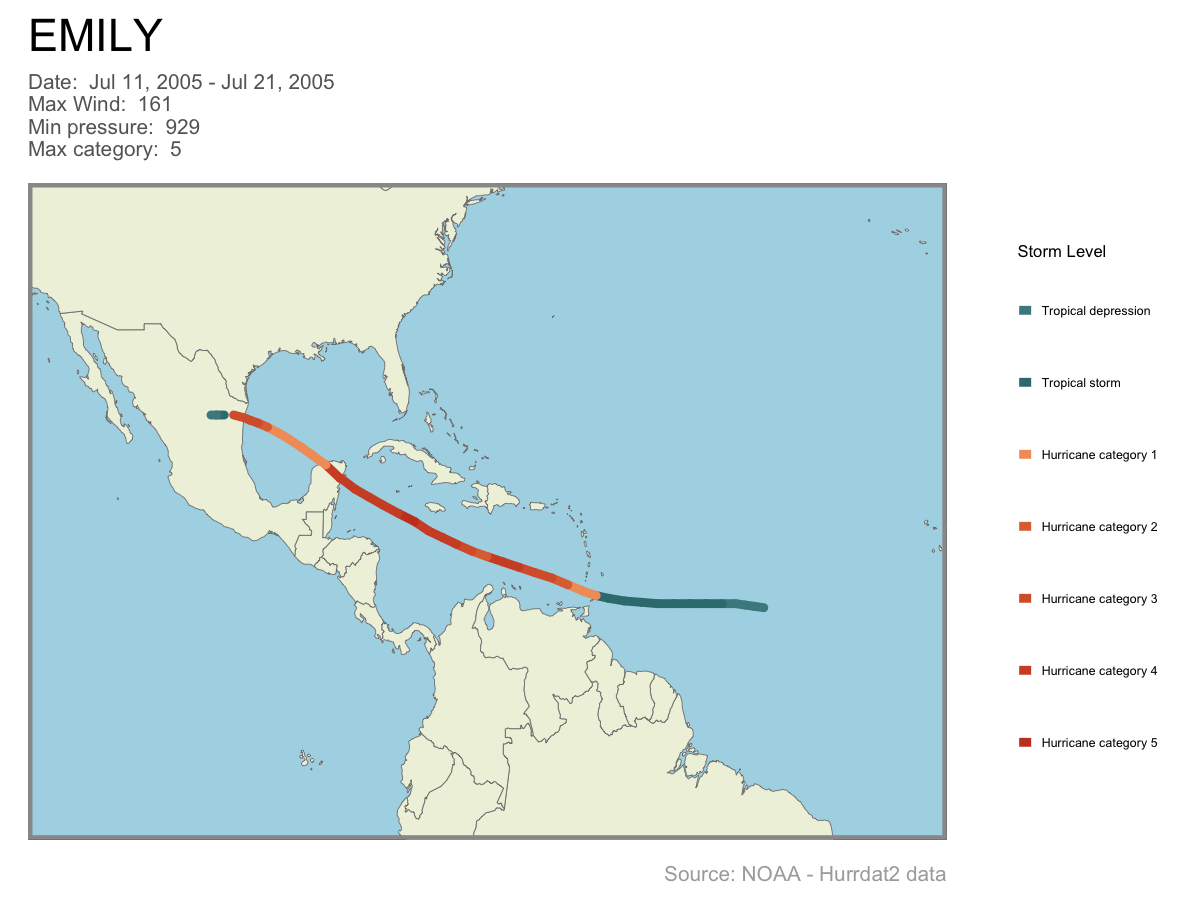 EMILY
Date:  Jul 11, 2005 - Jul 21, 2005
Max Wind:  161
Min pressure:  929
Max category:  5
Storm Level
Tropical depression
Tropical storm
Hurricane category 1
Hurricane category 2
Hurricane category 3
Hurricane category 4
Hurricane category 5
Source: NOAA - Hurrdat2 data